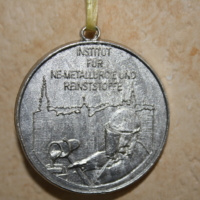 INSTITUT
FÜR
NE-METALLURGIE UND
REINSTSTOFFE